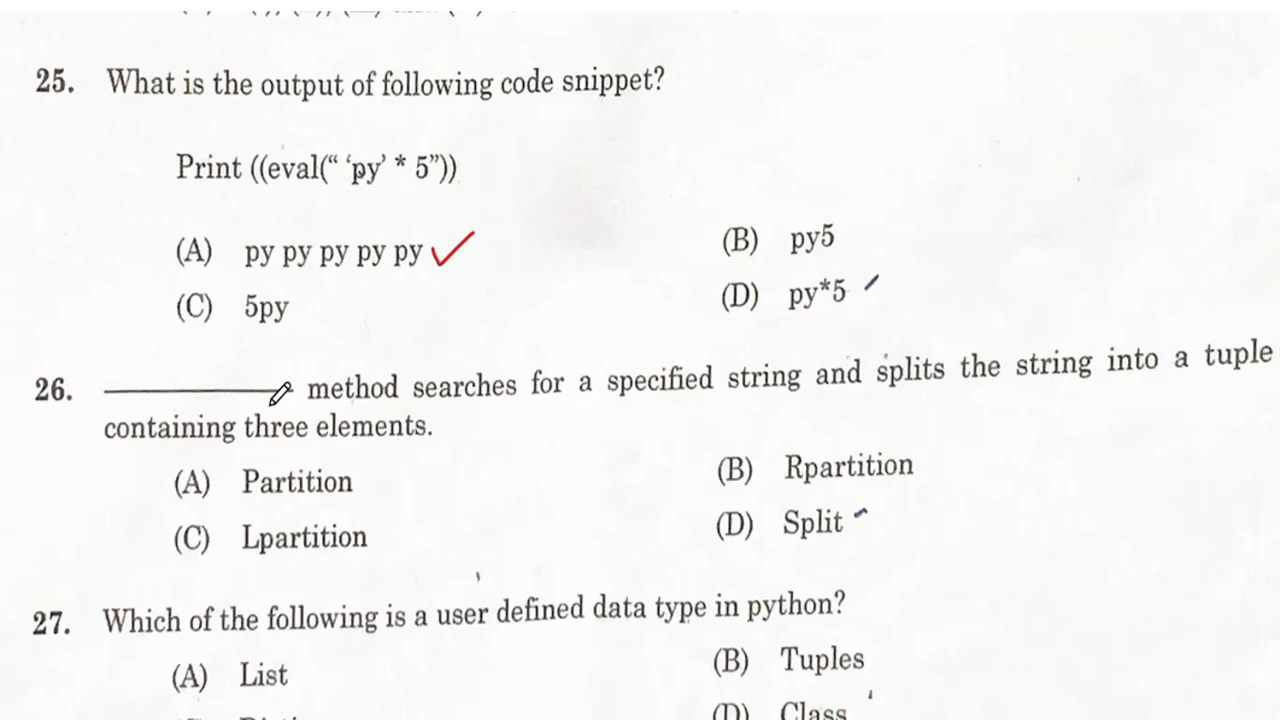 25. What is the output of following code snippet?
Print ((eval(“ ‘py’ * 5”))
(A) py py py py py (B) py5
(C) 5py (D) py*5
26. __________ method searches for a specified string and splits the string into a tuple
containing three elements.
(A) Partition (B) Rpartition
(C) Lpartition (D) Split
27. Which of the following is a user defined data type in python?
(A) List (B) Tuples
(D) Class